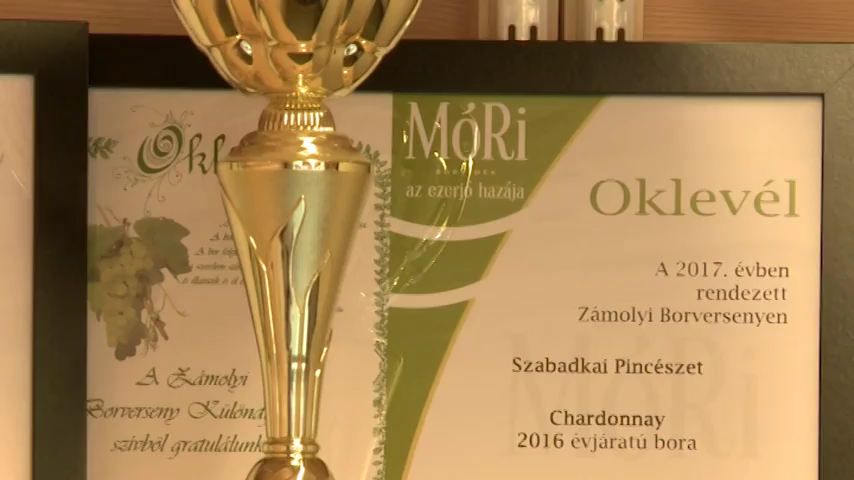 MóRi
az ezerjó hazája
Oklevél
A 2017. évben
rendezett
Zámolyi Borversenyen
Szabadkai Pincészet
Chardonnay
2016 évjáratú bora
A Zámolyi
Borverseny
szívből gratulálunk